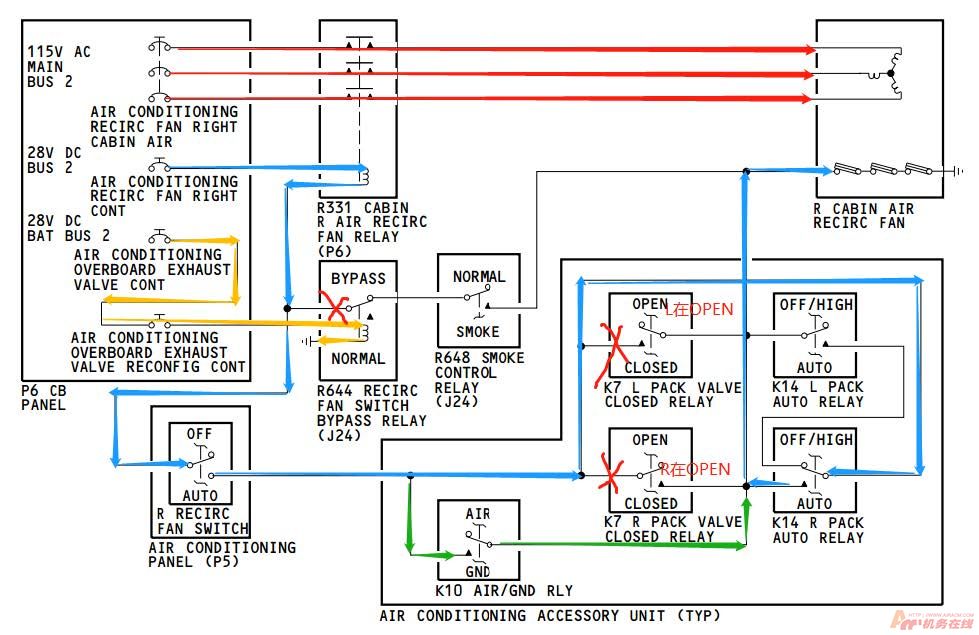 115V AC
MAIN
BUS 2
AIR CONDITIONING
RECIRC FAN RIGHT
CABIN AIR
28V DC
BUS 2
AIR CONDITIONING
RECIRC FAN RIGHT
CONT
28V DC
BAT BUS 2
AIR CONDITIONING
OVERBOARD EXHAUST
VALVE CONT
AIR CONDITIONING
OVERBOARD EXHAUST
VALVE RECONFIG CONT
P6 CB
PANEL
R331 CABIN
R AIR RECIRC
FAN RELAY
(P6)
BYPASS
NORMAL
R644 RECIRC
FAN SWITCH
BYPASS RELAY
(J24)
NORMAL
SMOKE
R648 SMOKE
CONTROL
RELAY
(J24)
R CABIN AIR
RECIRC FAN
OPEN
L在OPEN
CLOSED
K7 L PACK VALVE
CLOSED RELAY
OFF/HIGH
AUTO
K14 L PACK
AUTO RELAY
OPEN
R在OPEN
CLOSED
K7 R PACK VALVE
CLOSED RELAY
OFF/HIGH
AUTO
K14 R PACK
AUTO RELAY
OFF
AUTO
R RECIRC
FAN SWITCH
AIR CONDITIONING
PANEL (P5)
AIR
GND
K10 AIR/GND RLY
AIR CONDITIONING ACCESSORY UNIT (TYP)
机务在线